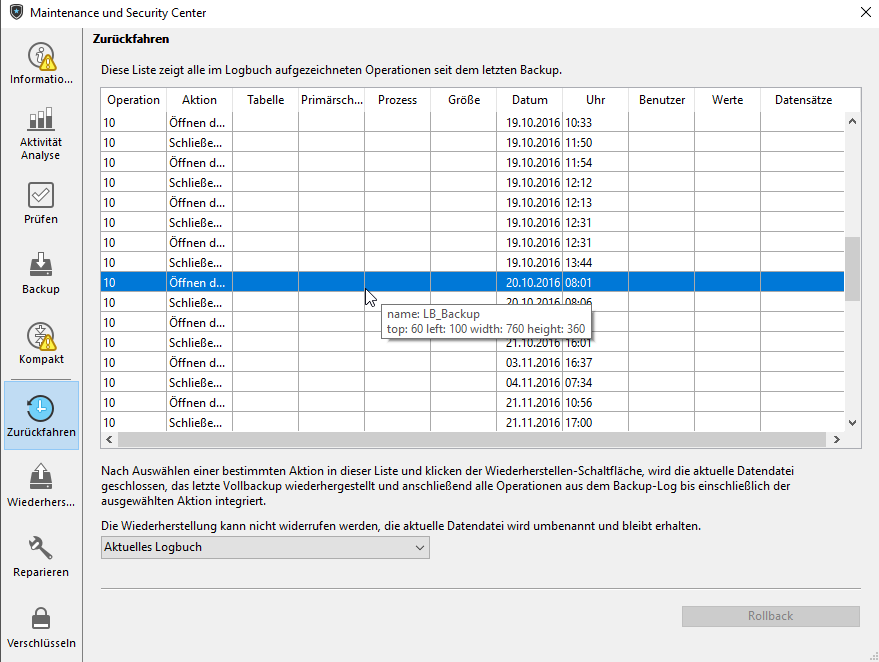 Maintenance und Security Center
Informatio...
Aktivität
Analyse
Prüfen
Backup
Kompakt
Zurückfahren
Wiederhers...
Reparieren
Verschlüsseln
Zurückfahren
Diese Liste zeigt alle im Logbuch aufgezeichneten Operationen seit dem letzten Backup.
Operation Aktion Tabelle Primärsch... Prozess Größe Datum Uhr Benutzer Werte Datensätze
10 Öffnen d... 19.10.2016 10:33
10 Schließe... 19.10.2016 11:50
10 Öffnen d... 19.10.2016 11:54
10 Schließe... 19.10.2016 12:12
10 Öffnen d... 19.10.2016 12:13
10 Schließe... 19.10.2016 12:31
10 Öffnen d... 19.10.2016 12:31
10 Schließe... 19.10.2016 13:44
10 Öffnen d... 20.10.2016 08:01
10 Schließe... 20.10.2016 08:06
10 Öffnen d...
10 Schließe... 21.10.2016 16:01
10 Öffnen d... 03.11.2016 16:37
10 Schließe... 04.11.2016 07:34
10 Öffnen d... 21.11.2016 10:56
10 Schließe... 21.11.2016 17:00
name: LB_Backup
top: 60 left: 100 width: 760 height: 360
Nach Auswählen einer bestimmten Aktion in dieser Liste und klicken der Wiederherstellen-Schaltfläche, wird die aktuelle Datendatei
geschlossen, das letzte Vollbackup wiederhergestellt und anschließend alle Operationen aus dem Backup-Log bis einschließlich der
ausgewählten Aktion integriert.
Die Wiederherstellung kann nicht widerrufen werden, die aktuelle Datendatei wird umbenannt und bleibt erhalten.
Aktuelles Logbuch
Rollback